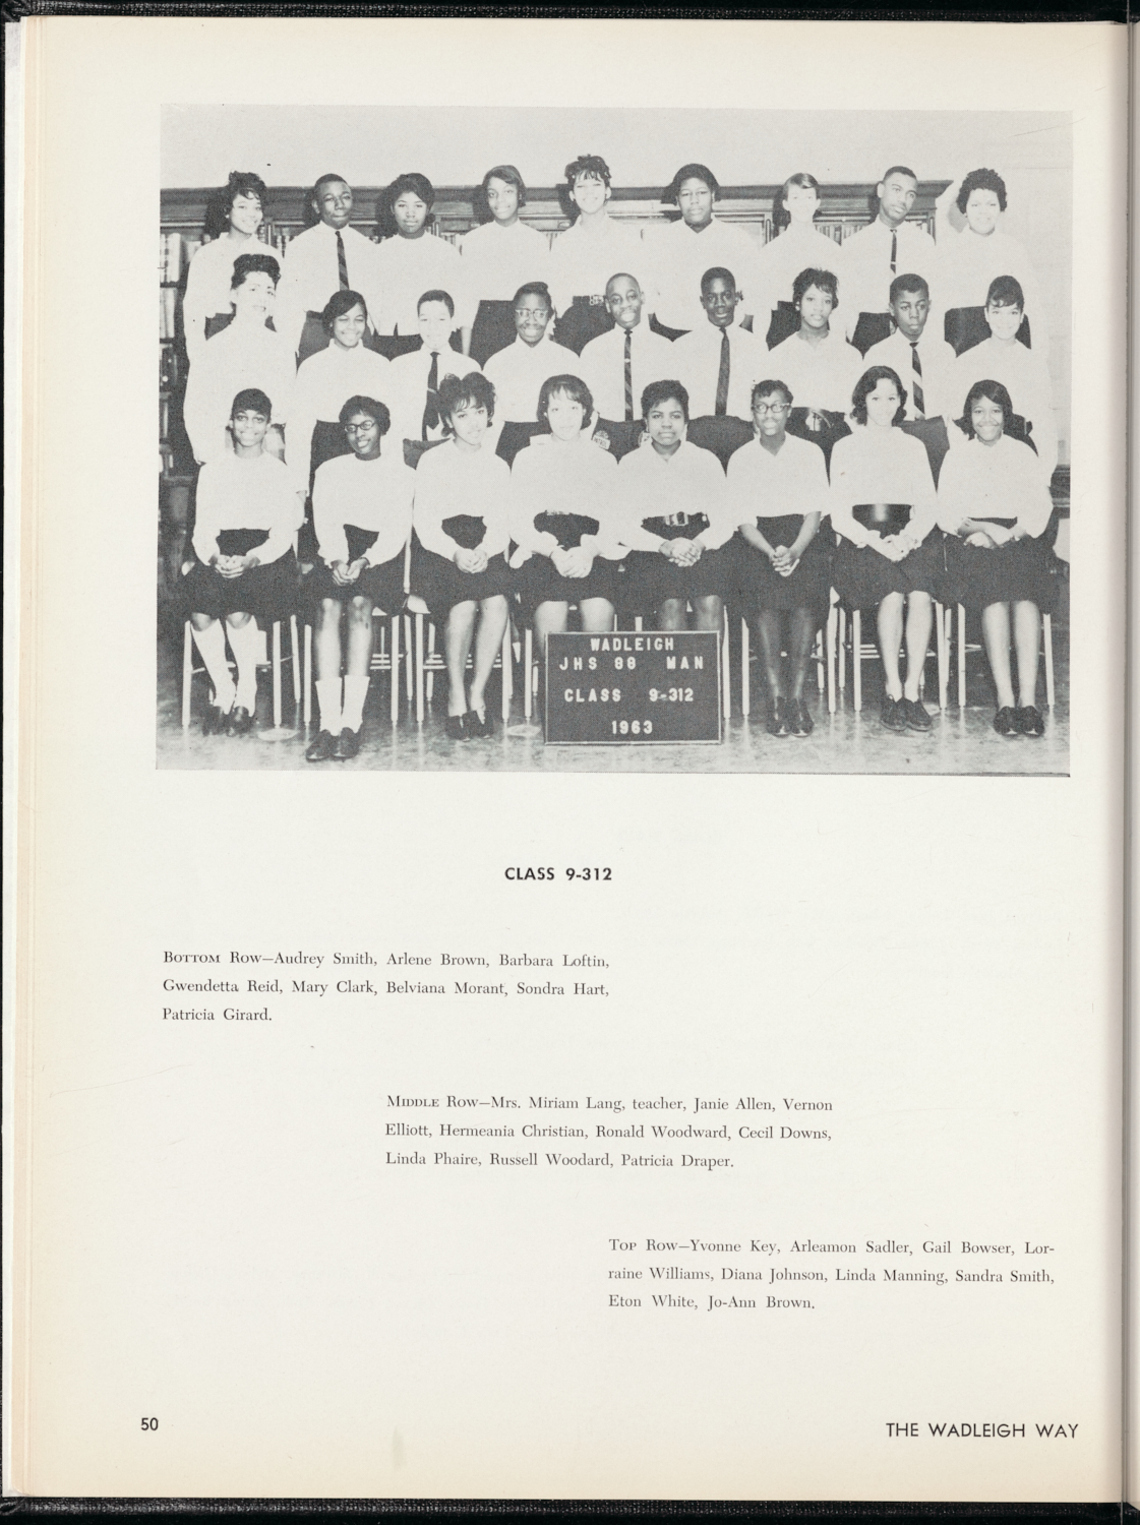 WADLEIGH
JHS 88 MAN
CLASS 9-312
1963
CLASS 9-312
Bottom Row—Audrey Smith, Arlene Brown, Barbara Loftin,
Gwendetta Reid, Mary Clark, Belviana Morant, Sondra Hart,
Patricia Girard.
Middle Row—Mrs. Miriam Lang, teacher, Janie Allen, Vernon
Elliott, Hermeania Christian, Ronald Woodward, Cecil Downs,
Linda Phaire, Russell Woodard, Patricia Draper.
Top Row—Yvonne Key, Arleamon Sadler, Gail Bowser, Lor-
raine Williams, Diana Johnson, Linda Manning, Sandra Smith,
Eton White, Jo-Ann Brown.
50
THE WADLEIGH WAY